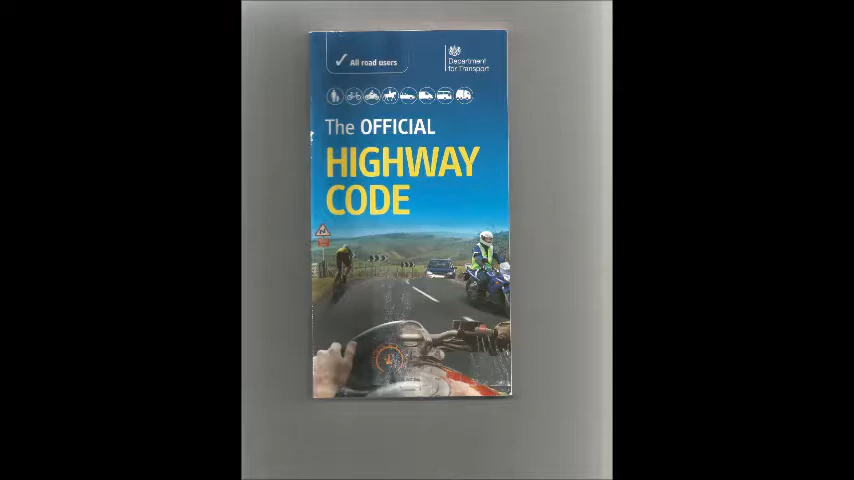 All road users
Department
for Transport
The OFFICIAL
HIGHWAY
CODE